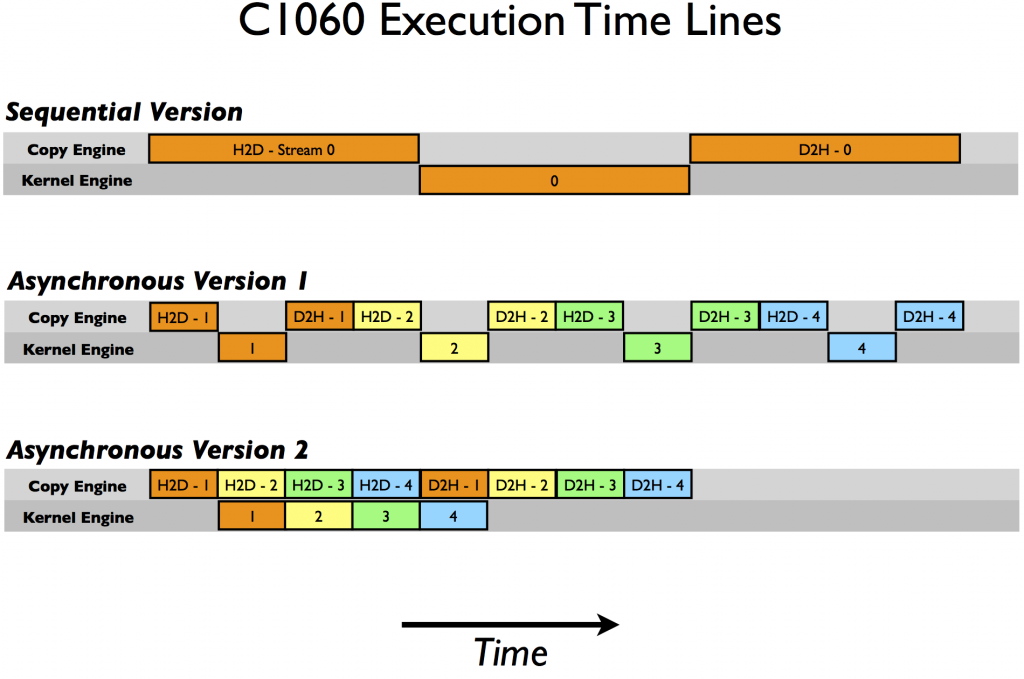 C1060 Execution Time Lines
Sequential Version
Copy Engine H2D - Stream 0 D2H - 0
Kernel Engine 0
Asynchronous Version 1
Copy Engine H2D - 1 D2H - 1 H2D - 2 D2H - 2 H2D - 3 D2H - 3 H2D - 4 D2H - 4
Kernel Engine 1 2 3 4
Asynchronous Version 2
Copy Engine H2D - 1 H2D - 2 H2D - 3 H2D - 4 D2H - 1 D2H - 2 D2H - 3 D2H - 4
Kernel Engine 1 2 3 4
Time